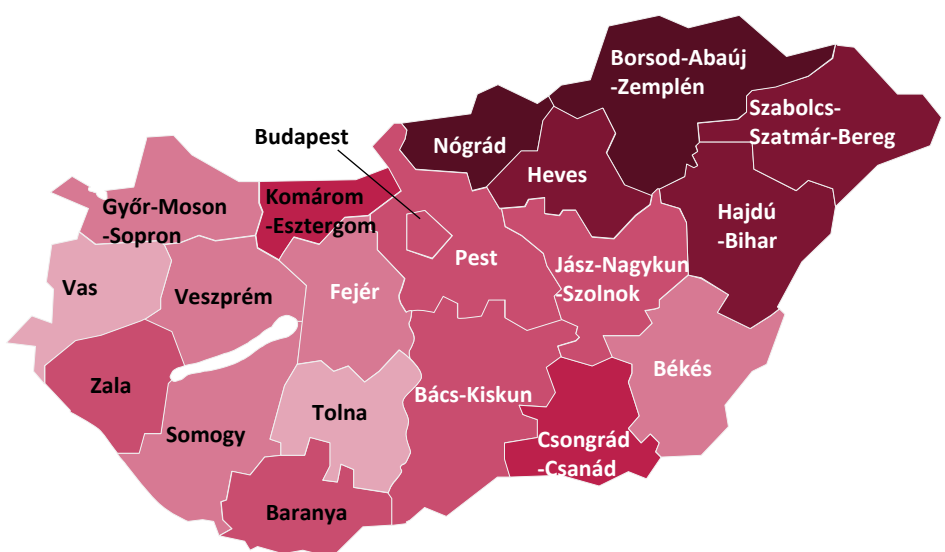 Borsod-Abaúj
-Zemplén
Szabolcs-
Szatmár-Bereg
Budapest
Nógrád
Heves
Komárom
-Esztergom
Győr-Moson
-Sopron
Hajdú
-Bihar
Pest
Jász-Nagykun
-Szolnok
Vas
Veszprém
Fejér
Békés
Zala
Tolna
Bács-Kiskun
Somogy
Csongrád
-Csanád
Baranya